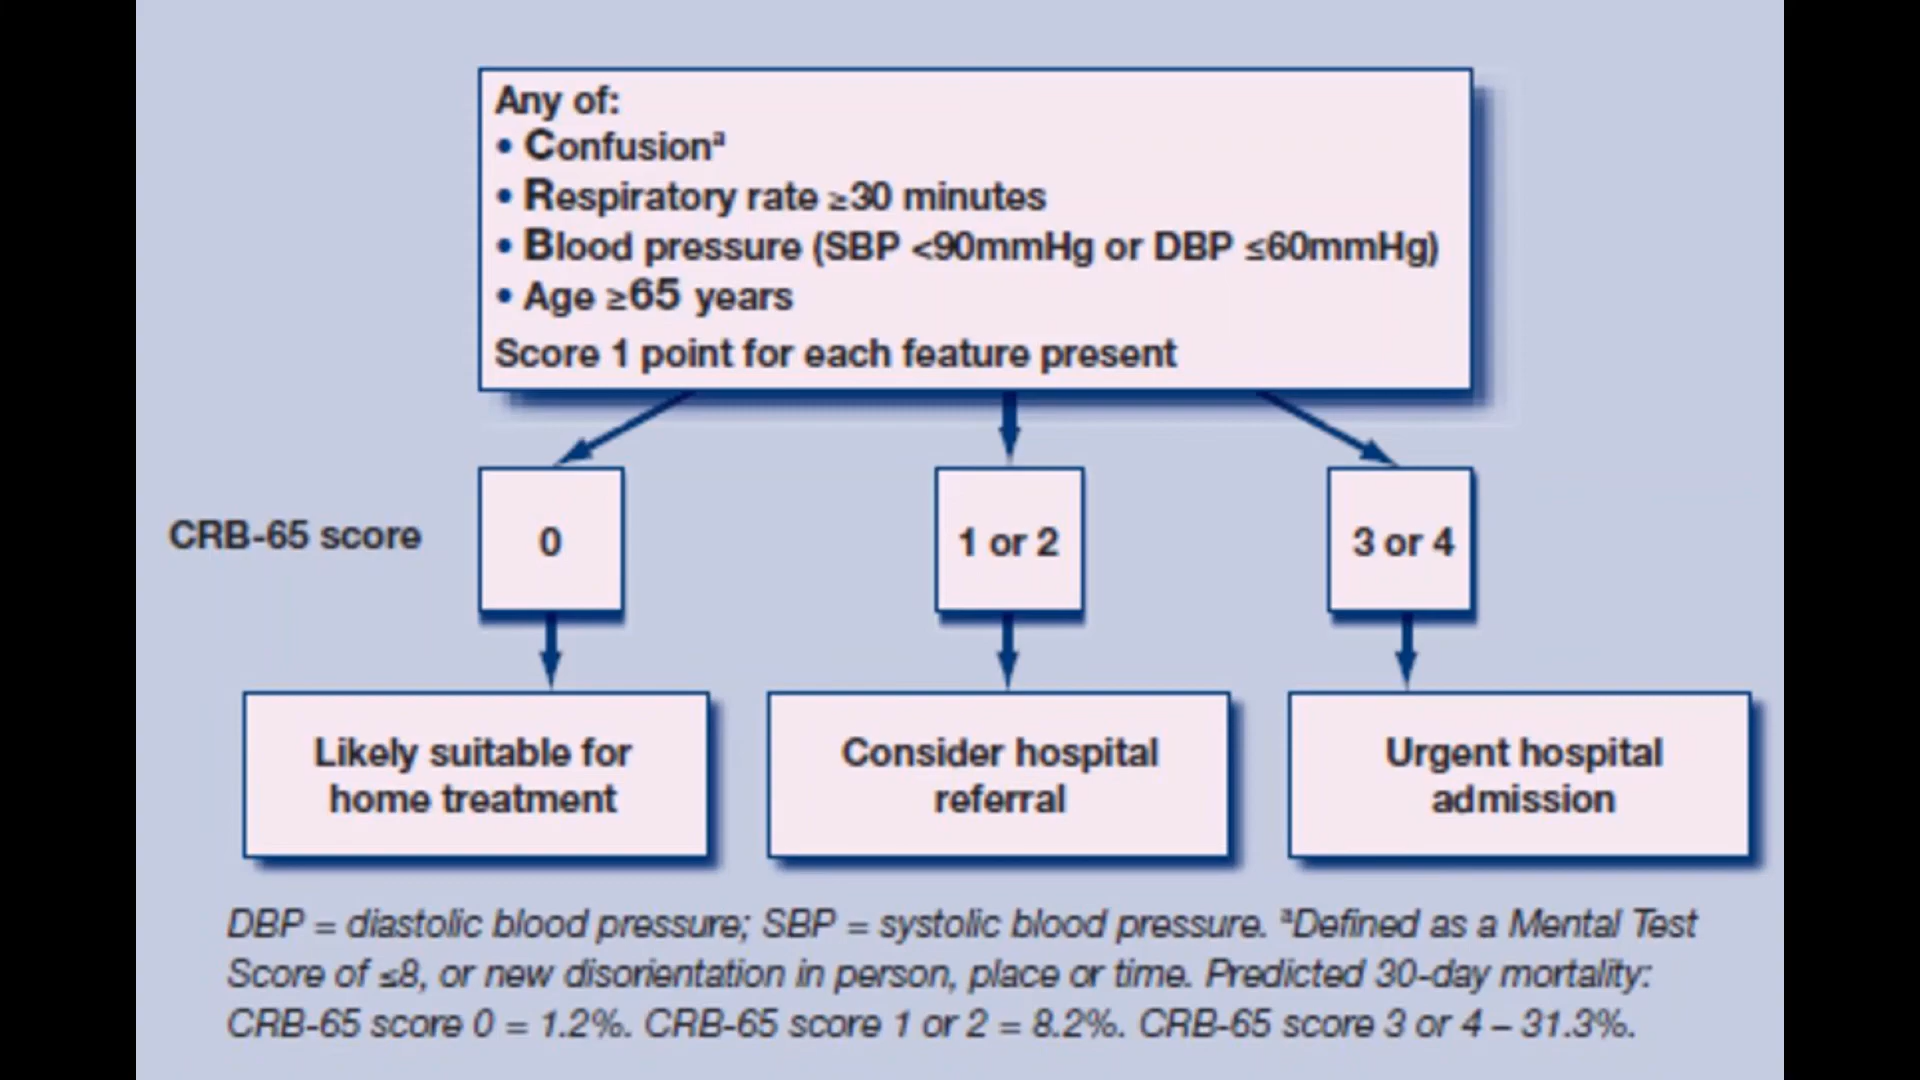 Any of:
• Confusionª
• Respiratory rate ≥30 minutes
• Blood pressure (SBP <90mmHg or DBP ≤60mmHg)
• Age ≥65 years
Score 1 point for each feature present
CRB-65 score
0
1 or 2
3 or 4
Likely suitable for
home treatment
Consider hospital
referral
Urgent hospital
admission
DBP = diastolic blood pressure; SBP = systolic blood pressure. ªDefined as a Mental Test
Score of ≤8, or new disorientation in person, place or time. Predicted 30-day mortality:
CRB-65 score 0 = 1.2%. CRB-65 score 1 or 2 = 8.2%. CRB-65 score 3 or 4 – 31.3%.